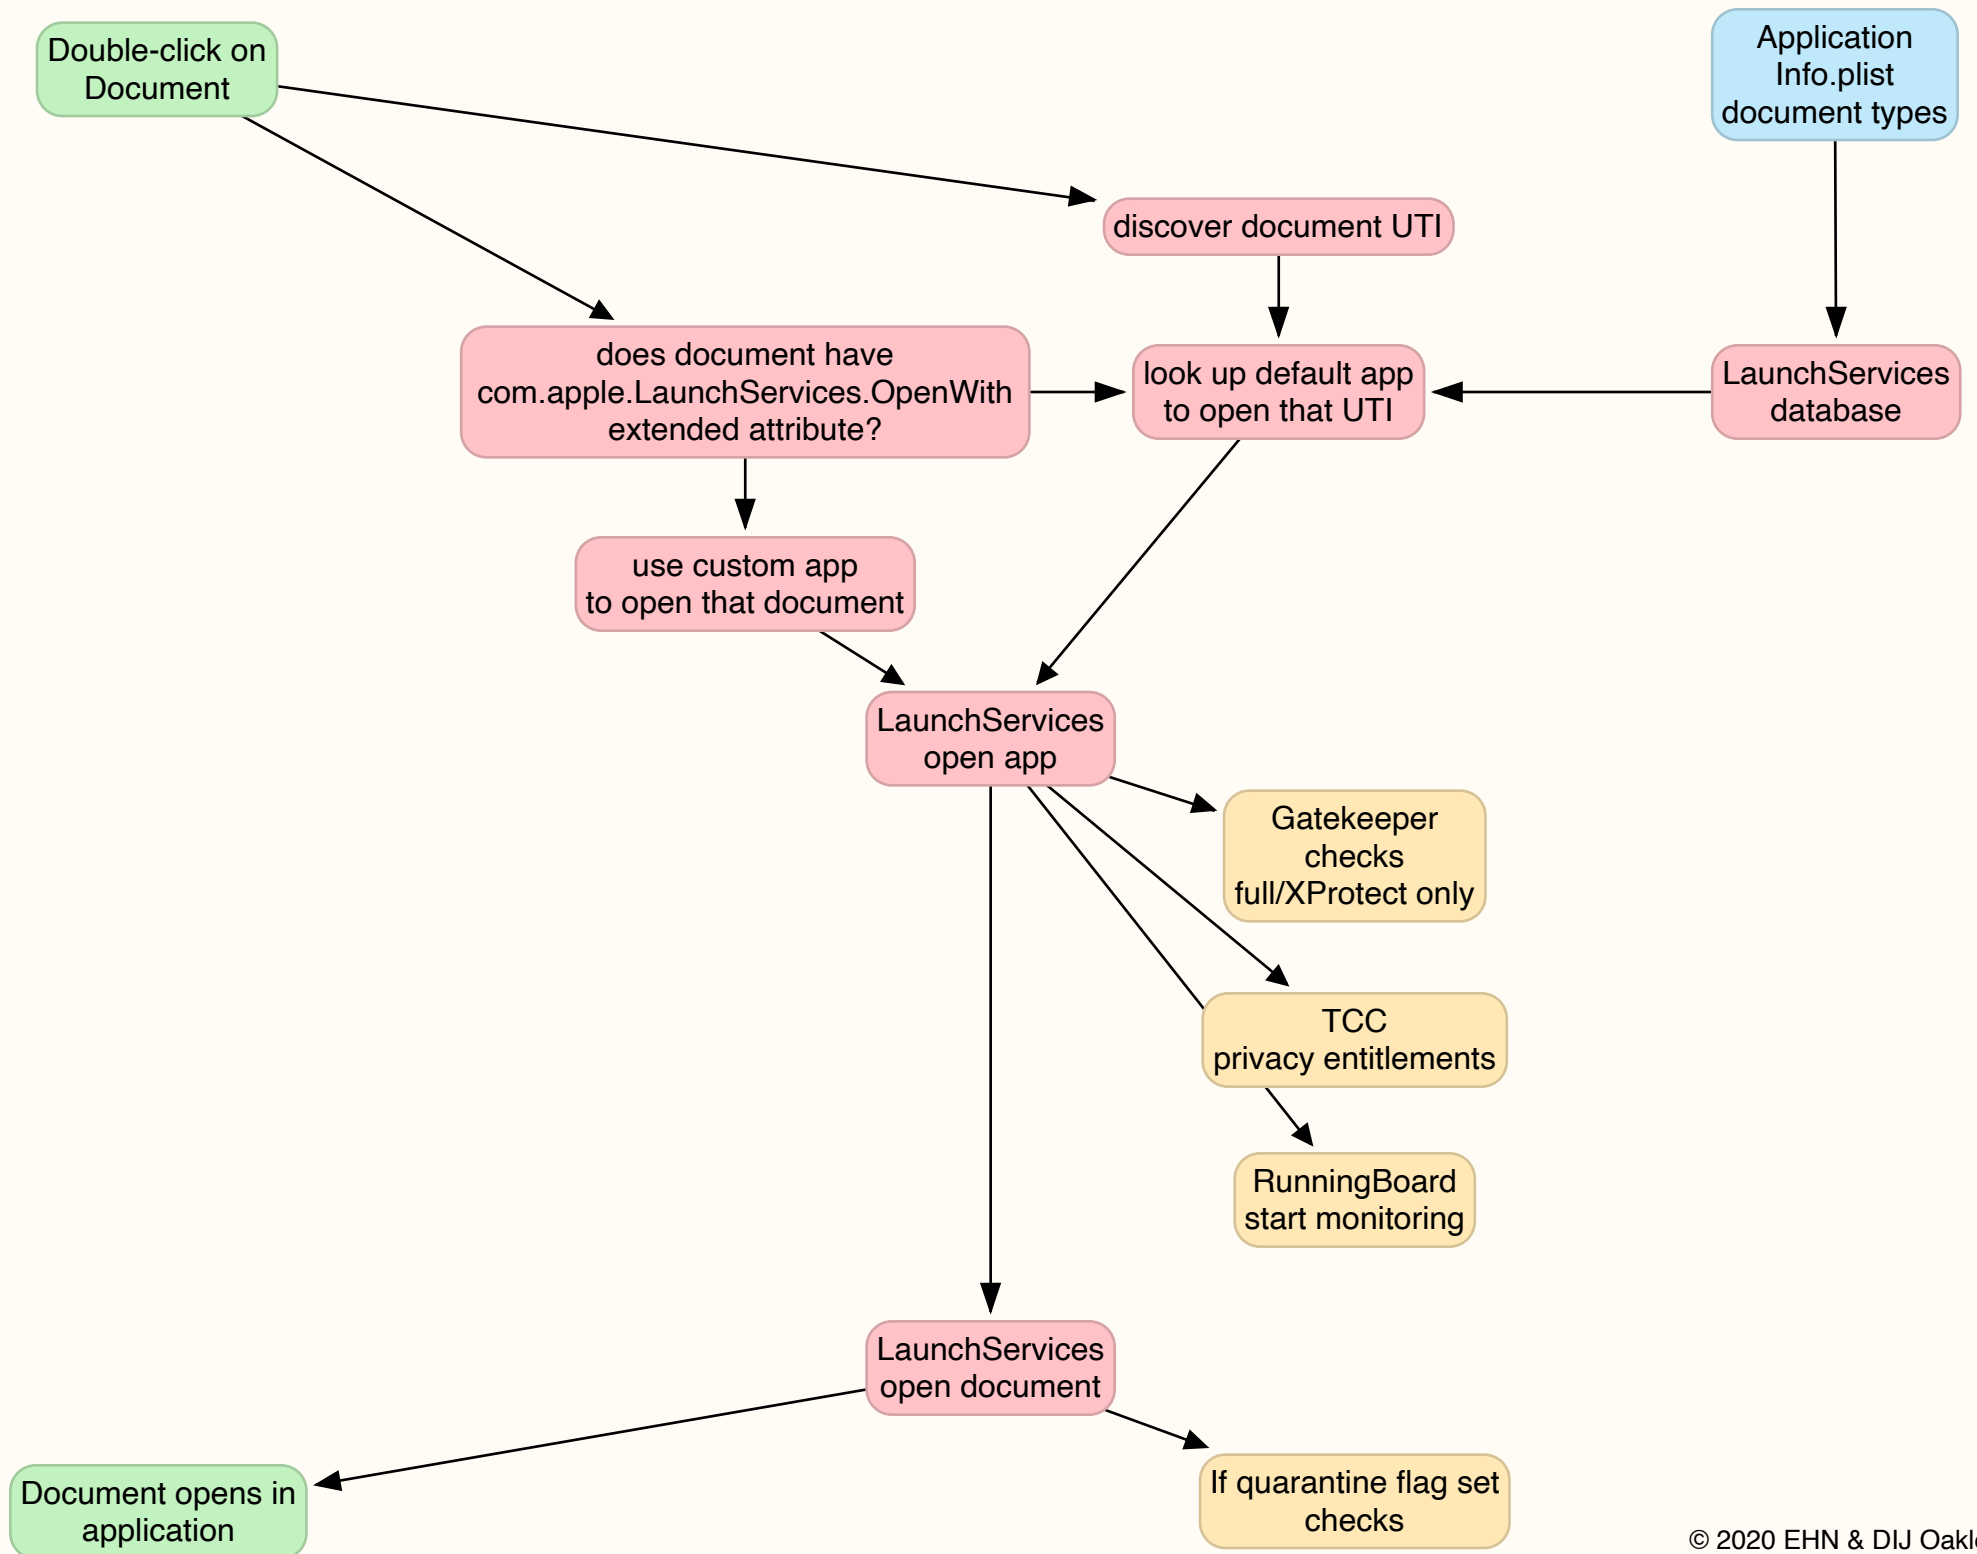 Double-click on
Document
Application
Info.plist
document types
discover document UTI
does document have
com.apple.LaunchServices.OpenWith
extended attribute?
look up default app
to open that UTI
LaunchServices
database
use custom app
to open that document
LaunchServices
open app
Gatekeeper
checks
full/XProtect only
TCC
privacy entitlements
RunningBoard
start monitoring
LaunchServices
open document
Document opens in
application
If quarantine flag set
checks
© 2020 EHN & DIJ